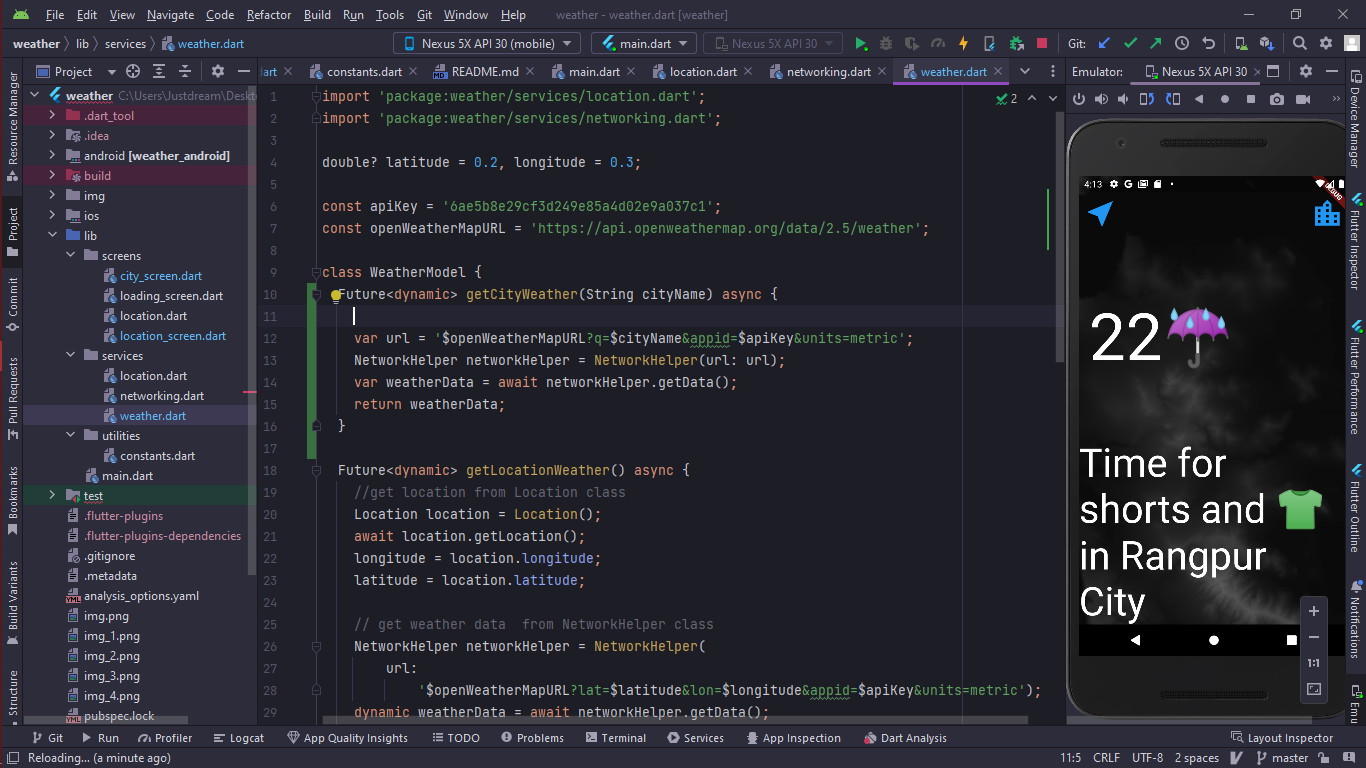 File Edit View Navigate Code Refactor Build Run Tools Git Window Help weather - weather.dart [weather]
weather lib services weather.dart Nexus 5X API 30 (mobile) main.dart Nexus 5X API 30 Git:
Project
dart constants.dart README.md main.dart location.dart networking.dart weather.dart
Emulator: Nexus 5X API 30
Resource Manager
Project
Commit
Pull Requests
Bookmarks
Build Variants
Structure
weather C:\Users\Justdream\Deskt
.dart_tool
.idea
android [weather_android]
build
img
ios
lib
screens
city_screen.dart
loading_screen.dart
location.dart
location_screen.dart
services
location.dart
networking.dart
weather.dart
utilities
constants.dart
main.dart
test
.flutter-plugins
.flutter-plugins-dependencies
.gitignore
.metadata
analysis_options.yaml
img.png
img_1.png
img_2.png
img_3.png
img_4.png
pubspec.lock
2
1 import 'package:weather/services/location.dart';
2 import 'package:weather/services/networking.dart';
3
4 double? latitude = 0.2, longitude = 0.3;
5
6 const apiKey = '6ae5b8e29cf3d249e85a4d02e9a037c1';
7 const openWeatherMapURL = 'https://api.openweathermap.org/data/2.5/weather';
8
9 class WeatherModel {
10 Future<dynamic> getCityWeather(String cityName) async {
11
12 var url = '$openWeatherMapURL?q=$cityName&appid=$apiKey&units=metric';
13 NetworkHelper networkHelper = NetworkHelper(url: url);
14 var weatherData = await networkHelper.getData();
15 return weatherData;
16 }
17
18 Future<dynamic> getLocationWeather() async {
19 //get location from Location class
20 Location location = Location();
21 await location.getLocation();
22 longitude = location.longitude;
23 latitude = location.latitude;
24
25 // get weather data  from NetworkHelper class
26 NetworkHelper networkHelper = NetworkHelper(
27 url:
28 '$openWeatherMapURL?lat=$latitude&lon=$longitude&appid=$apiKey&units=metric');
29 dynamic weatherData = await networkHelper.getData();
4:13 G
DEBUG
22
Time for
shorts and
in Rangpur
City
1:1
Device Manager
Flutter Inspector
Flutter Performance
Flutter Outline
Notifications
Emu
Git Run Profiler Logcat App Quality Insights TODO Problems Terminal Services App Inspection Dart Analysis Layout Inspector
Reloading... (a minute ago) 11:5 CRLF UTF-8 2 spaces master